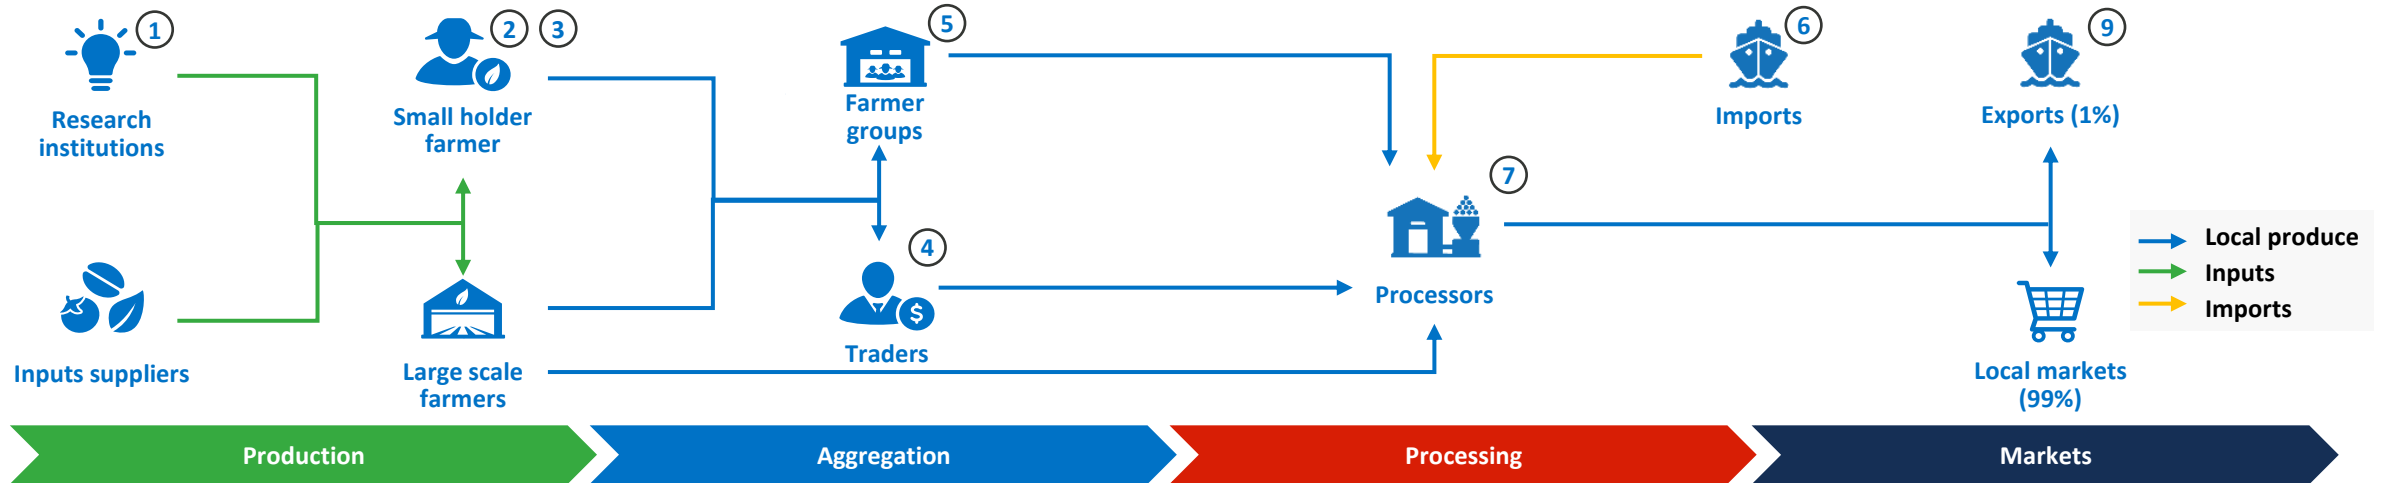 1
Research
institutions
Inputs suppliers
2 3
Small holder
farmer
Large scale
farmers
5
Farmer
groups
4
$
Traders
6
Imports
7
Processors
9
Exports (1%)
Local markets
(99%)
Local produce
Inputs
Imports
Production
Aggregation
Processing
Markets